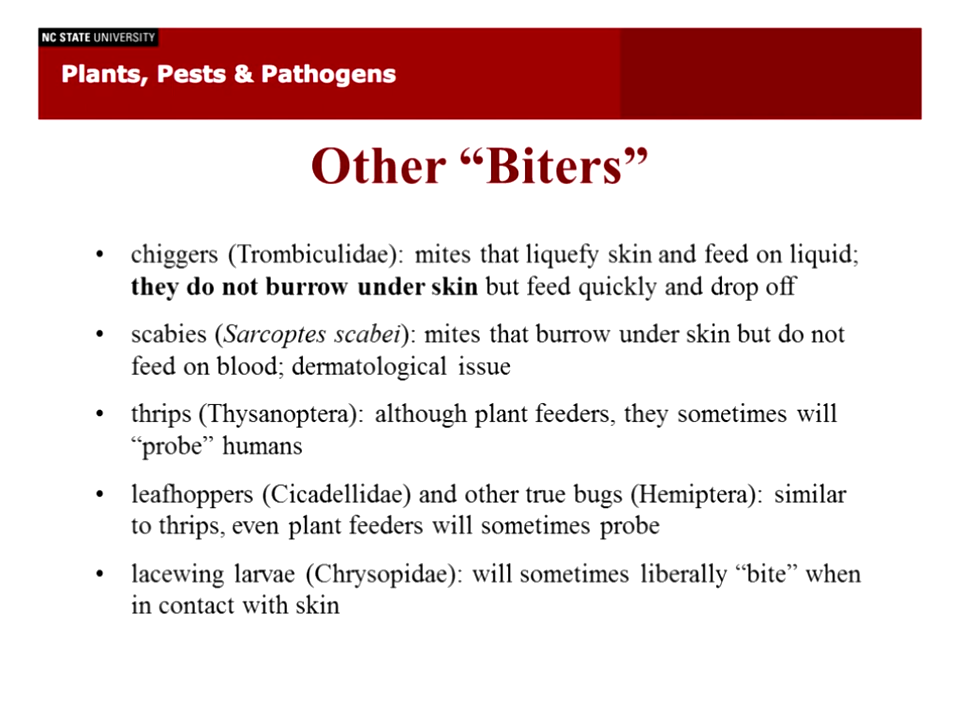 NC STATE UNIVERSITY
Plants, Pests & Pathogens
Other “Biters”
• chiggers (Trombiculidae): mites that liquefy skin and feed on liquid;
they do not burrow under skin but feed quickly and drop off
• scabies (Sarcoptes scabei): mites that burrow under skin but do not
feed on blood; dermatological issue
• thrips (Thysanoptera): although plant feeders, they sometimes will
“probe” humans
• leafhoppers (Cicadellidae) and other true bugs (Hemiptera): similar
to thrips, even plant feeders will sometimes probe
• lacewing larvae (Chrysopidae): will sometimes liberally “bite” when
in contact with skin